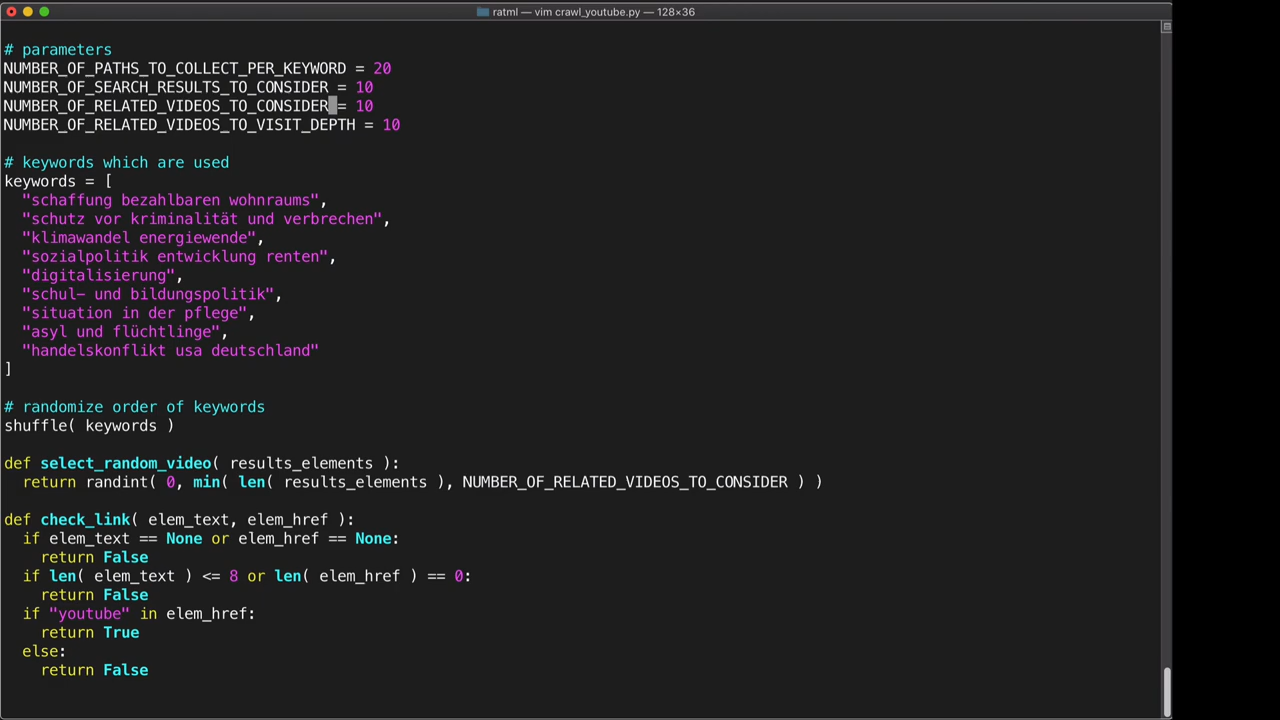 ratml — vim crawl_youtube.py — 128×36
# parameters
NUMBER_OF_PATHS_TO_COLLECT_PER_KEYWORD = 20
NUMBER_OF_SEARCH_RESULTS_TO_CONSIDER = 10
NUMBER_OF_RELATED_VIDEOS_TO_CONSIDER = 10
NUMBER_OF_RELATED_VIDEOS_TO_VISIT_DEPTH = 10
# keywords which are used
keywords = [
  "schaffung bezahlbaren wohnraums",
  "schutz vor kriminalität und verbrechen",
  "klimawandel energiewende",
  "sozialpolitik entwicklung renten",
  "digitalisierung",
  "schul- und bildungspolitik",
  "situation in der pflege",
  "asyl und flüchtlinge",
  "handelskonflikt usa deutschland"
]
# randomize order of keywords
shuffle( keywords )
def select_random_video( results_elements ):
  return randint( 0, min( len( results_elements ), NUMBER_OF_RELATED_VIDEOS_TO_CONSIDER ) )
def check_link( elem_text, elem_href ):
  if elem_text == None or elem_href == None:
    return False
  if len( elem_text ) <= 8 or len( elem_href ) == 0:
    return False
  if "youtube" in elem_href:
    return True
  else:
    return False